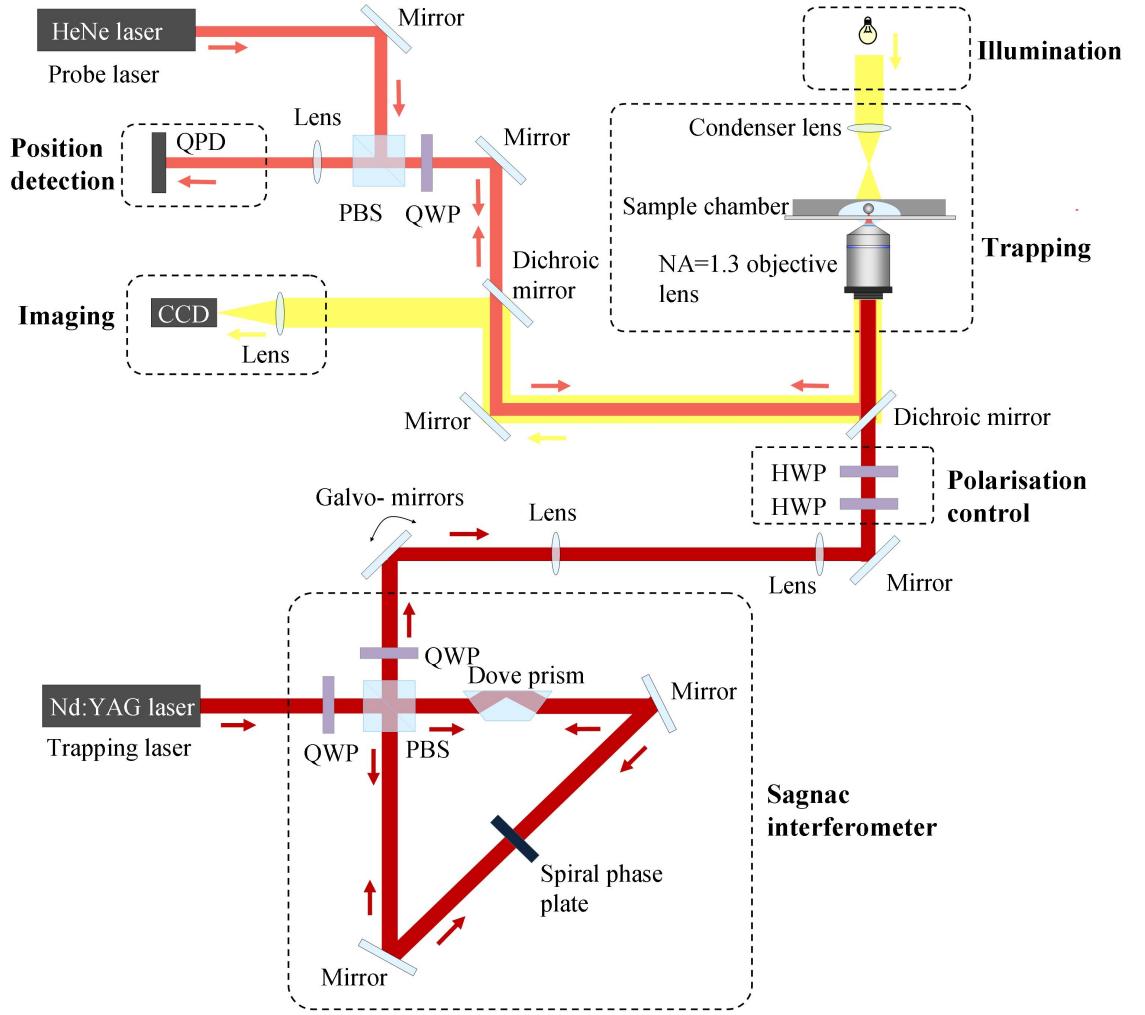 HeNe laser
Mirror
Probe laser
Illumination
Lens
Condenser lens
Position
detection
QPD
Mirror
PBS
QWP
Sample chamber
Trapping
NA=1.3 objective
lens
Dichroic
mirror
Imaging
CCD
Lens
Mirror
Dichroic mirror
HWP
HWP
Polarisation
control
Galvo- mirrors
Lens
Lens
Mirror
QWP
Dove prism
Mirror
Nd:YAG laser
Trapping laser
QWP
PBS
Sagnac
interferometer
Spiral phase
plate
Mirror